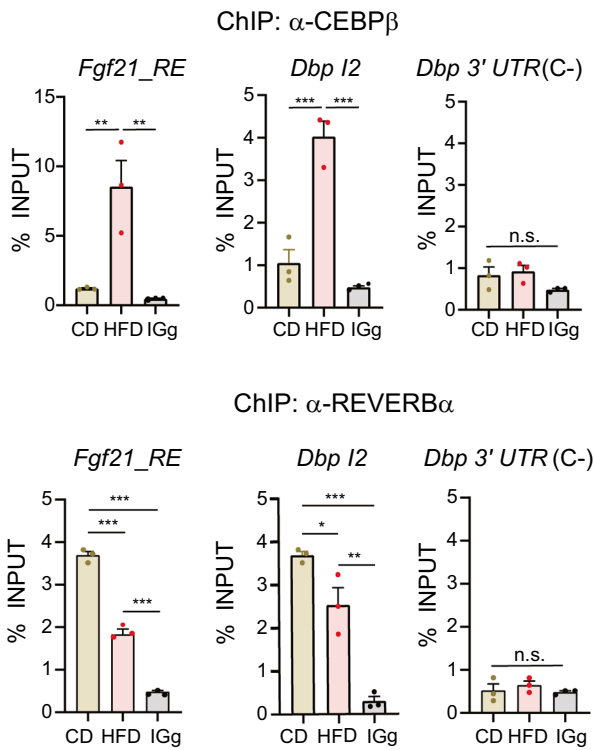 ChIP: α-CEBPβ
Fgf21_RE
Dbp I2
Dbp 3' UTR(C-)
% INPUT
15
10
5
0
** **
CD HFD IGg
% INPUT
5
4
3
2
1
0
*** ***
CD HFD IGg
% INPUT
5
4
3
2
1
0
n.s.
CD HFD IGg
ChIP: α-REVERBα
Fgf21_RE
Dbp I2
Dbp 3' UTR (C-)
% INPUT
5
4
3
2
1
0
***
***
***
CD HFD IGg
% INPUT
5
4
3
2
1
0
***
*
**
CD HFD IGg
% INPUT
5
4
3
2
1
0
n.s.
CD HFD IGg